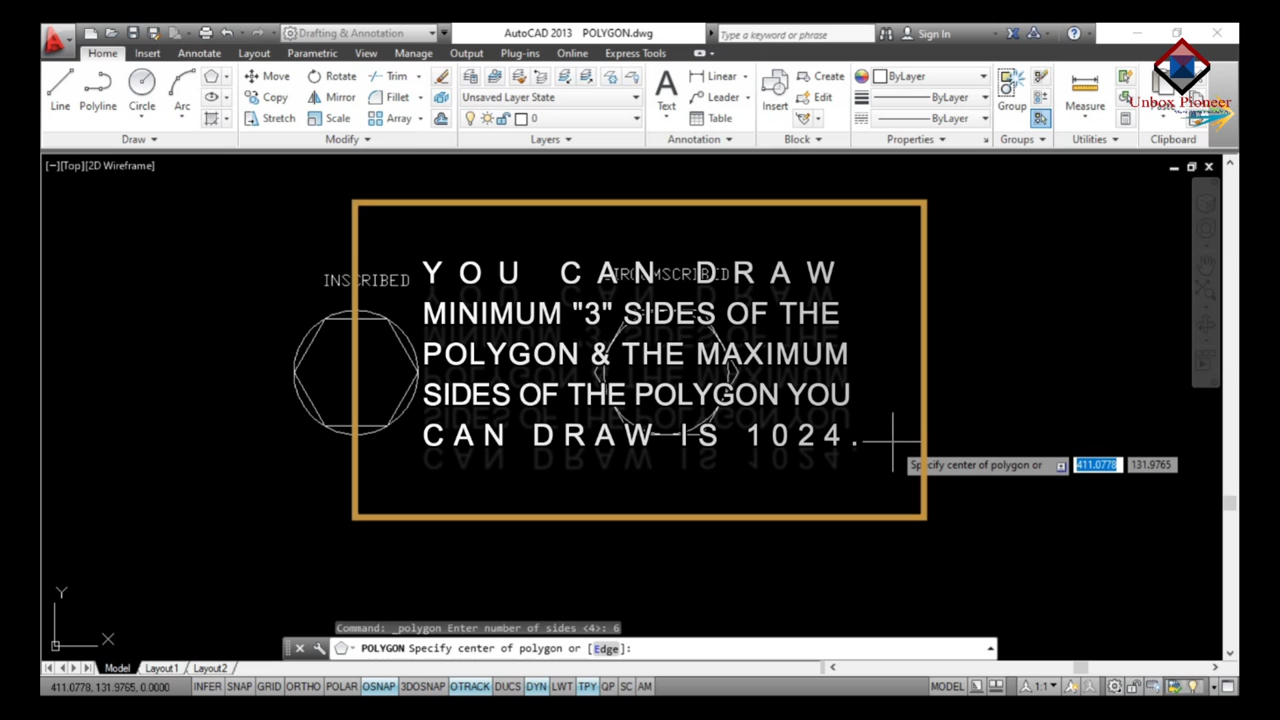 Drafting & Annotation
AutoCAD 2013 POLYGON.dwg
Type a keyword or phrase
Sign In
Home Insert Annotate Layout Parametric View Manage Output Plug-ins Online Express Tools
Line Polyline Circle Arc
Move Rotate Trim
Copy Mirror Fillet
Stretch Scale Array
Unsaved Layer State
0
Text
Linear
Leader
Table
Insert
Create
Edit
ByLayer
ByLayer
ByLayer
Group
Measure
Unbox Pioneer
Draw Modify Layers Annotation Block Properties Groups Utilities Clipboard
[−][Top][2D Wireframe]
INSCRIBED
YOU CAN DRAW
MINIMUM "3" SIDES OF THE
POLYGON & THE MAXIMUM
SIDES OF THE POLYGON YOU
CAN DRAW IS 1024.
Specify center of polygon or 411.0778 131.9765
Y
X
Command: _polygon Enter number of sides <4>: 6
POLYGON Specify center of polygon or [Edge]:
Model Layout1 Layout2
411.0778, 131.9765, 0.0000 INFER SNAP GRID ORTHO POLAR OSNAP 3DOSNAP OTRACK DUCS DYN LWT TPY QP SC AM MODEL 1:1